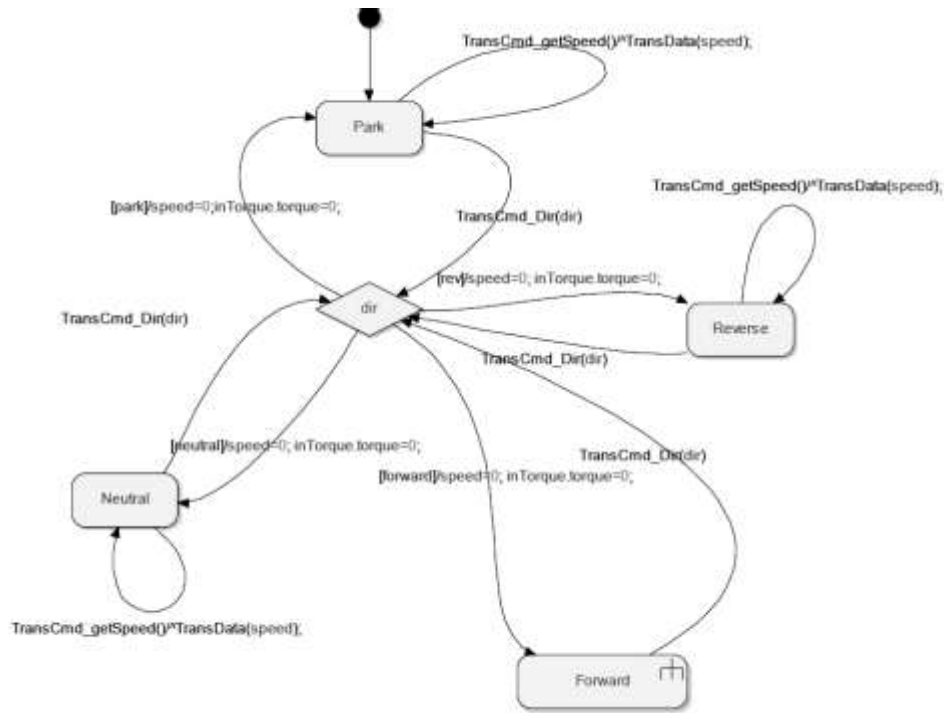 TransCmd_getSpeed()/^TransData(speed);
Park
TransCmd_getSpeed()/^TransData(speed);
[park]/speed=0;inTorque.torque=0;
TransCmd_Dir(dir)
[rev]/speed=0; inTorque.torque=0;
dir
TransCmd_Dir(dir)
Reverse
TransCmd_Dir(dir)
[neutral]/speed=0; inTorque.torque=0;
TransCmd_Dir(dir)
[forward]/speed=0; inTorque.torque=0;
Neutral
TransCmd_getSpeed()/^TransData(speed);
Forward